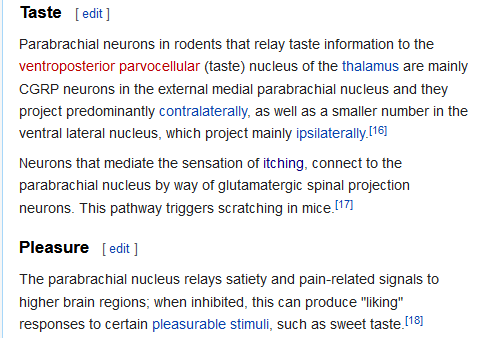 Taste [ edit ]
Parabrachial neurons in rodents that relay taste information to the
ventroposterior parvocellular (taste) nucleus of the thalamus are mainly
CGRP neurons in the external medial parabrachial nucleus and they
project predominantly contralaterally, as well as a smaller number in the
ventral lateral nucleus, which project mainly ipsilaterally.[16]
Neurons that mediate the sensation of itching, connect to the
parabrachial nucleus by way of glutamatergic spinal projection
neurons. This pathway triggers scratching in mice.[17]
Pleasure [ edit ]
The parabrachial nucleus relays satiety and pain-related signals to
higher brain regions; when inhibited, this can produce "liking"
responses to certain pleasurable stimuli, such as sweet taste.[18]